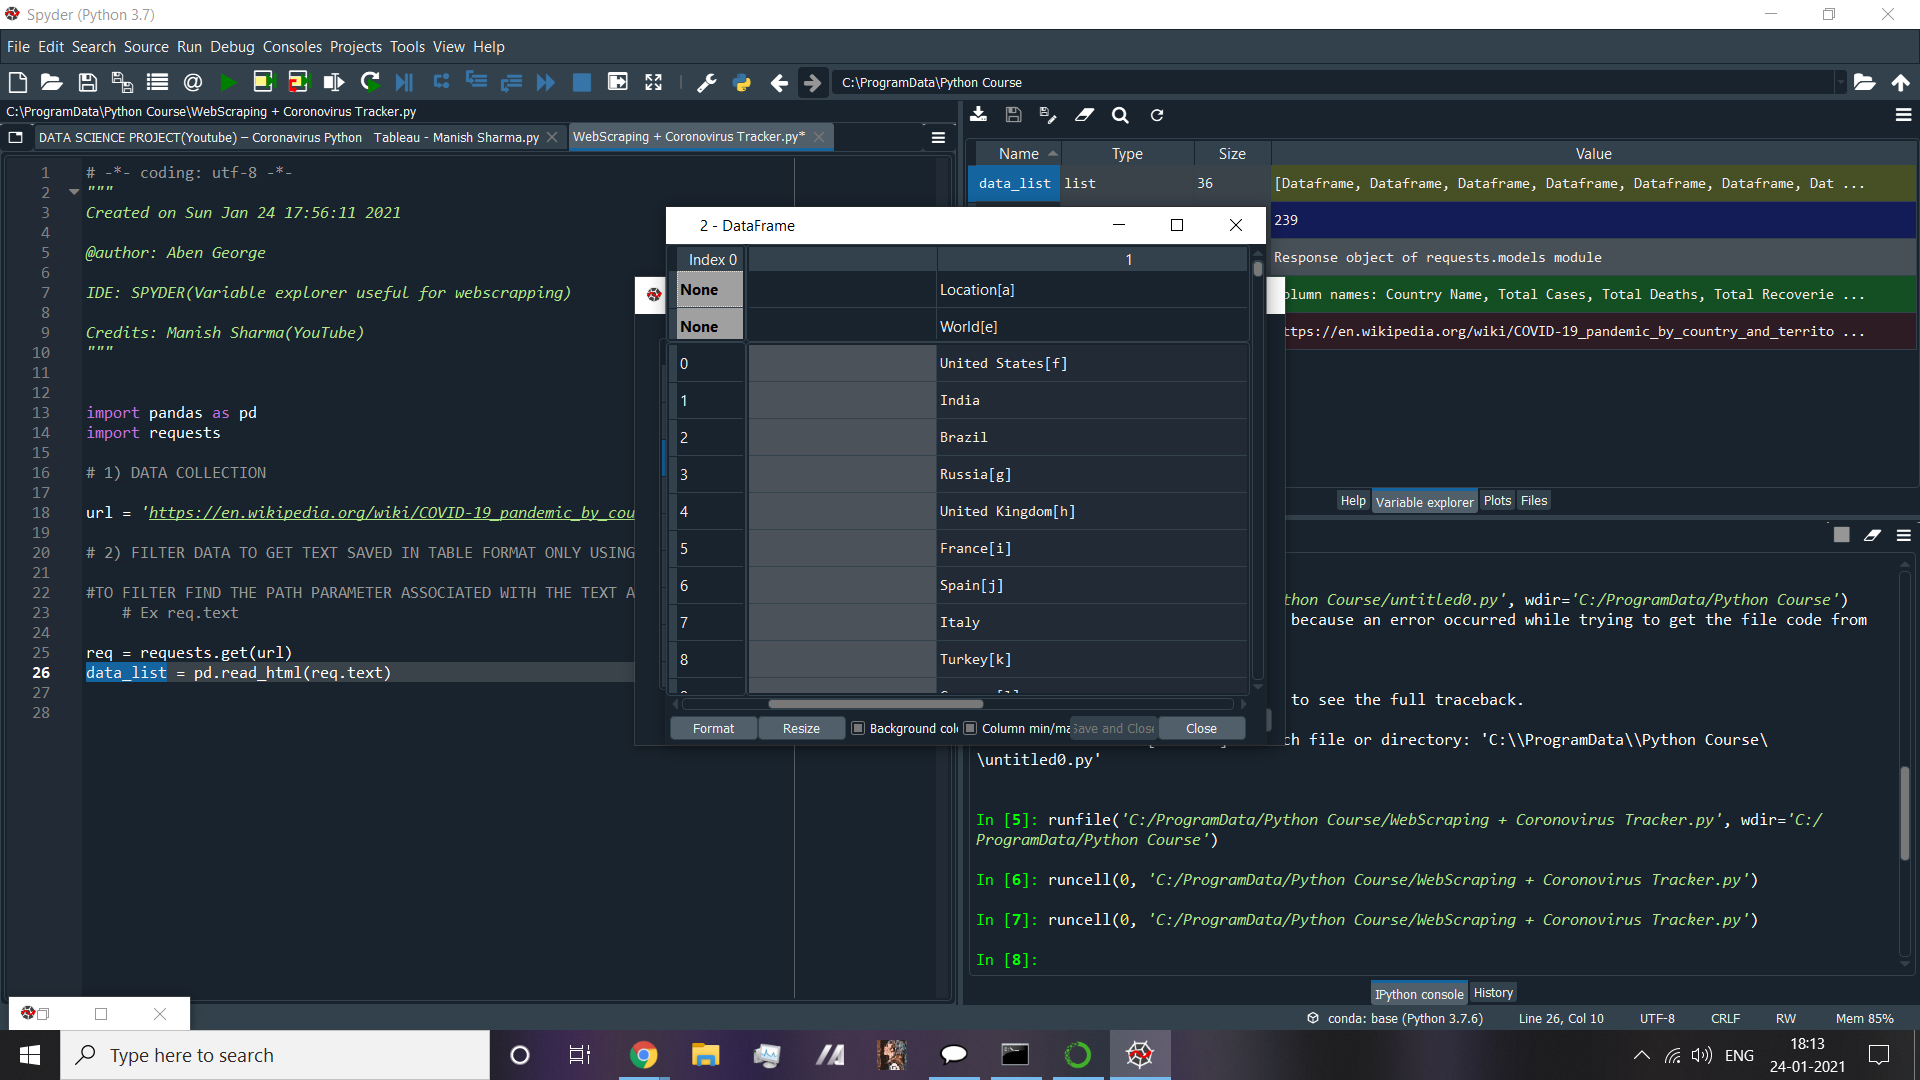 Spyder (Python 3.7)
File Edit Search Source Run Debug Consoles Projects Tools View Help
C:\ProgramData\Python Course
C:\ProgramData\Python Course\WebScraping + Coronovirus Tracker.py
DATA SCIENCE PROJECT(Youtube) – Coronavirus Python Tableau - Manish Sharma.py
WebScraping + Coronovirus Tracker.py*
1 # -*- coding: utf-8 -*-
2 """
3 Created on Sun Jan 24 17:56:11 2021
4
5 @author: Aben George
6
7 IDE: SPYDER(Variable explorer useful for webscrapping)
8
9 Credits: Manish Sharma(YouTube)
10 """
11
12
13 import pandas as pd
14 import requests
15
16 # 1) DATA COLLECTION
17
18 url = 'https://en.wikipedia.org/wiki/COVID-19_pandemic_by_cou
19
20 # 2) FILTER DATA TO GET TEXT SAVED IN TABLE FORMAT ONLY USING
21
22 #TO FILTER FIND THE PATH PARAMETER ASSOCIATED WITH THE TEXT A
23 # Ex req.text
24
25 req = requests.get(url)
26 data_list = pd.read_html(req.text)
27
28
Name Type Size Value
data_list list 36 [Dataframe, Dataframe, Dataframe, Dataframe, Dataframe, Dataframe, Dat ...
239
Response object of requests.models module
olumn names: Country Name, Total Cases, Total Deaths, Total Recoverie ...
ttps://en.wikipedia.org/wiki/COVID-19_pandemic_by_country_and_territo ...
2 - DataFrame
Index 0 1
None Location[a]
None World[e]
0 United States[f]
1 India
2 Brazil
3 Russia[g]
4 United Kingdom[h]
5 France[i]
6 Spain[j]
7 Italy
8 Turkey[k]
Format Resize Background colo Column min/ma Save and Close Close
Help Variable explorer Plots Files
thon Course/untitled0.py', wdir='C:/ProgramData/Python Course')
because an error occurred while trying to get the file code from
to see the full traceback.
ch file or directory: 'C:\\ProgramData\\Python Course\
\untitled0.py'
In [5]: runfile('C:/ProgramData/Python Course/WebScraping + Coronovirus Tracker.py', wdir='C:/
ProgramData/Python Course')
In [6]: runcell(0, 'C:/ProgramData/Python Course/WebScraping + Coronovirus Tracker.py')
In [7]: runcell(0, 'C:/ProgramData/Python Course/WebScraping + Coronovirus Tracker.py')
In [8]:
IPython console History
conda: base (Python 3.7.6) Line 26, Col 10 UTF-8 CRLF RW Mem 85%
Type here to search
ENG
18:13
24-01-2021